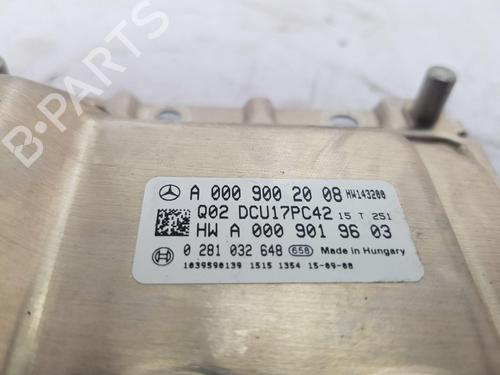 B-PARTS
A 000 900 20 08 HW143200
Q02 DCU17PC42 15 T 251
HW A 000 901 96 03
0 281 032 648 658 Made in Hungary
1039S90139 1515 1354 15-09-08